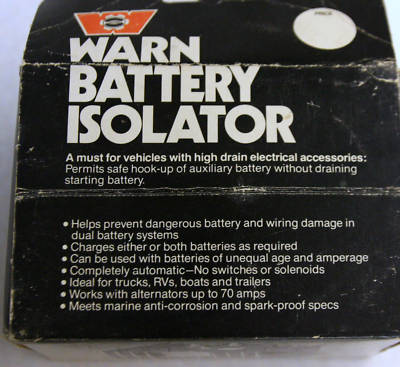 PRICE
WARN
BATTERY
ISOLATOR
A must for vehicles with high drain electrical accessories:
Permits safe hook-up of auxiliary battery without draining
starting battery.
• Helps prevent dangerous battery and wiring damage in
dual battery systems
• Charges either or both batteries as required
• Can be used with batteries of unequal age and amperage
• Completely automatic—No switches or solenoids
• Ideal for trucks, RVs, boats and trailers
• Works with alternators up to 70 amps
• Meets marine anti-corrosion and spark-proof specs